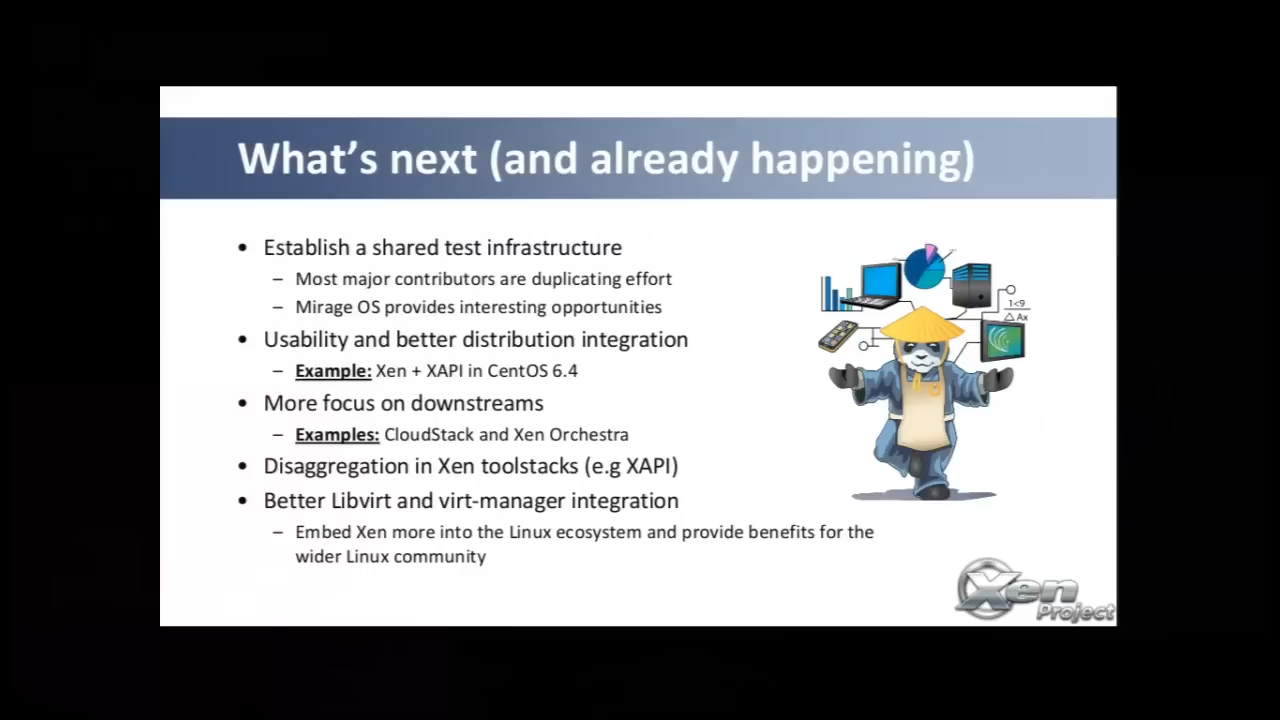 What's next (and already happening)
• Establish a shared test infrastructure
– Most major contributors are duplicating effort
– Mirage OS provides interesting opportunities
• Usability and better distribution integration
– Example: Xen + XAPI in CentOS 6.4
• More focus on downstreams
– Examples: CloudStack and Xen Orchestra
• Disaggregation in Xen toolstacks (e.g XAPI)
• Better Libvirt and virt-manager integration
– Embed Xen more into the Linux ecosystem and provide benefits for the
wider Linux community
1<9
△ Ax
Xen
Project